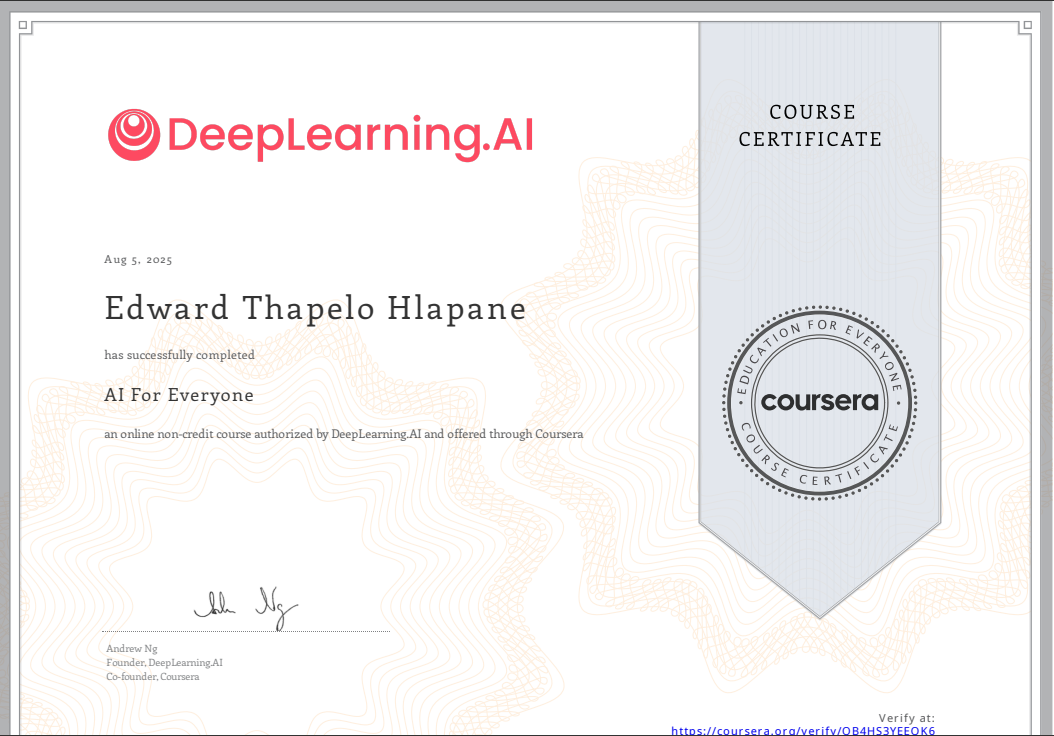 DeepLearning.AI
COURSE
CERTIFICATE
Aug 5, 2025
Edward Thapelo Hlapane
has successfully completed
AI For Everyone
an online non-credit course authorized by DeepLearning.AI and offered through Coursera
EDUCATION FOR EVERYONE
coursera
COURSE CERTIFICATE
Andrew Ng
Founder, DeepLearning.AI
Co-founder, Coursera
Verify at:
https://coursera.org/verify/OB4HS3YEEOK6